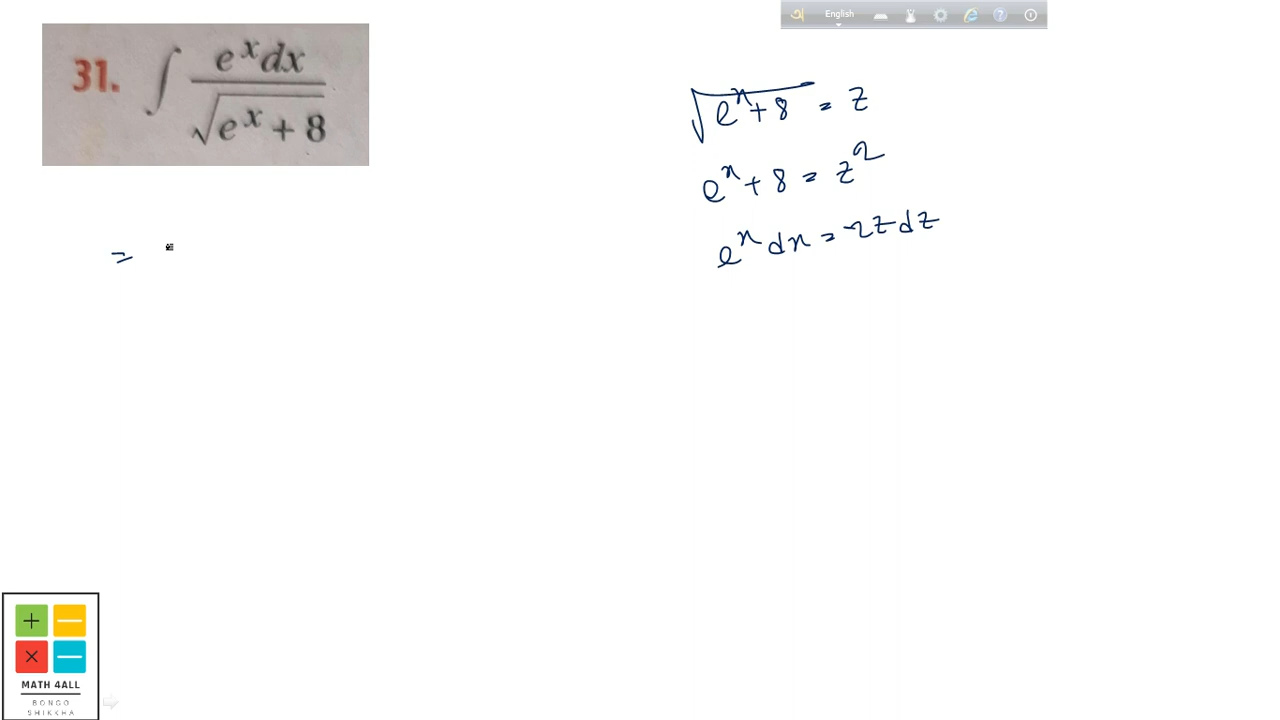 অ English
31. ∫ e^x dx / √(e^x + 8)
√(e^x + 8) = z
e^x + 8 = z^2
e^x dx = 2z dz
=
MATH 4ALL
BONGO
SHIKKHA